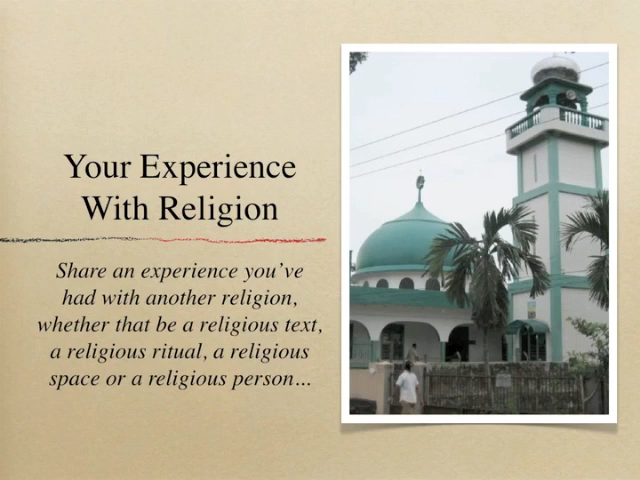 Your Experience
With Religion
Share an experience you’ve
had with another religion,
whether that be a religious text,
a religious ritual, a religious
space or a religious person…